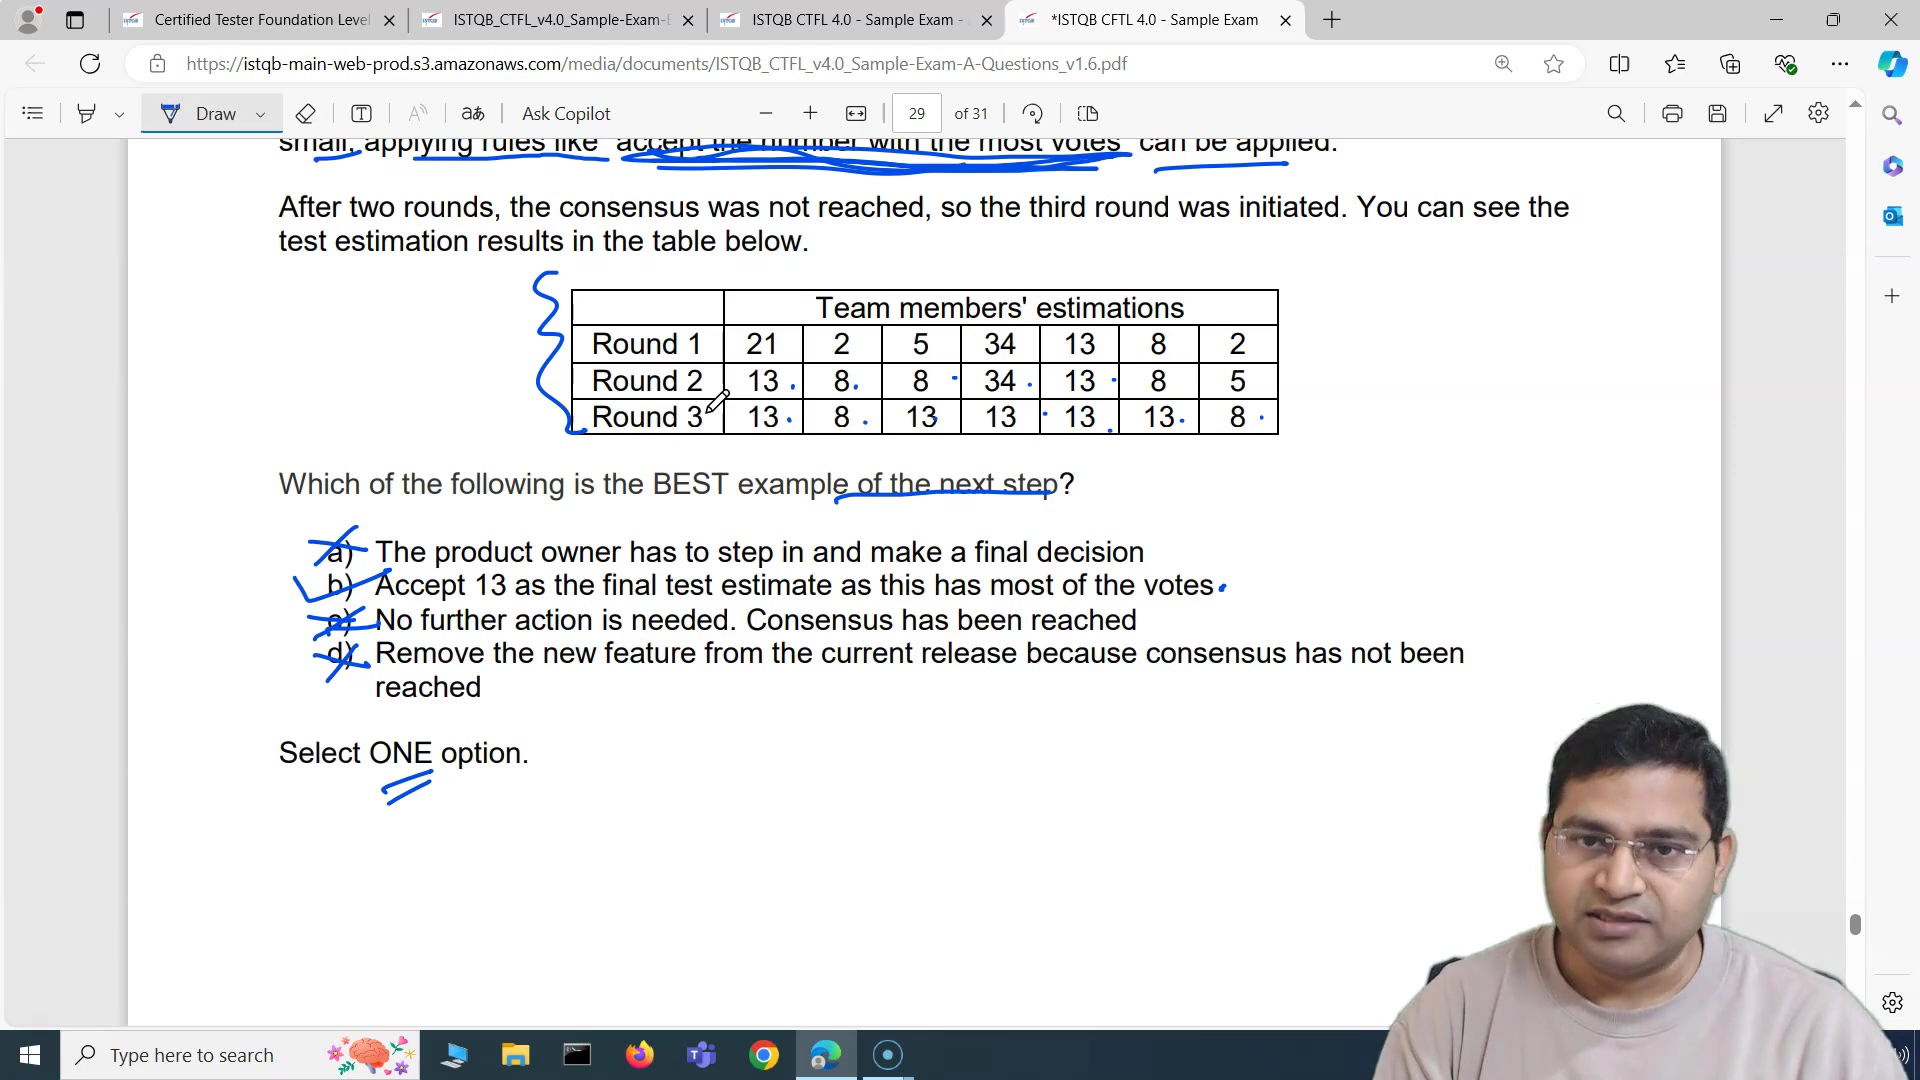 Certified Tester Foundation Leve
ISTQB_CTFL_v4.0_Sample-Exam-
ISTQB CTFL 4.0 - Sample Exam -
*ISTQB CFTL 4.0 - Sample Exam
https://istqb-main-web-prod.s3.amazonaws.com/media/documents/ISTQB_CTFL_v4.0_Sample-Exam-A-Questions_v1.6.pdf
Draw
aあ
Ask Copilot
29 of 31
small, applying rules like "accept the number with the most votes" can be applied.
After two rounds, the consensus was not reached, so the third round was initiated. You can see the
test estimation results in the table below.
Team members' estimations
Round 1 21 2 5 34 13 8 2
Round 2 13 8 8 34 13 8 5
Round 3 13 8 13 13 13 13 8
Which of the following is the BEST example of the next step?
a) The product owner has to step in and make a final decision
b) Accept 13 as the final test estimate as this has most of the votes
c) No further action is needed. Consensus has been reached
d) Remove the new feature from the current release because consensus has not been
reached
Select ONE option.
Type here to search